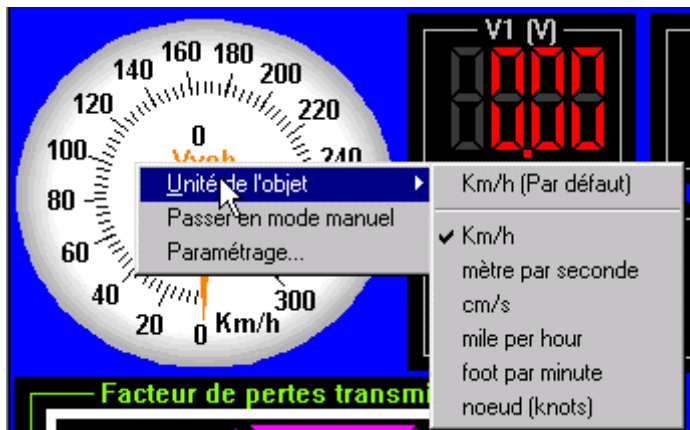 V1 (V)
160 180
140 200
120 220
100 0 240
80
60
40 300
20 0 Km/h
0.00
Unité de l'objet
Passer en mode manuel
Paramétrage...
Km/h (Par défaut)
Km/h
mètre par seconde
cm/s
mile per hour
foot par minute
noeud (knots)
Facteur de pertes